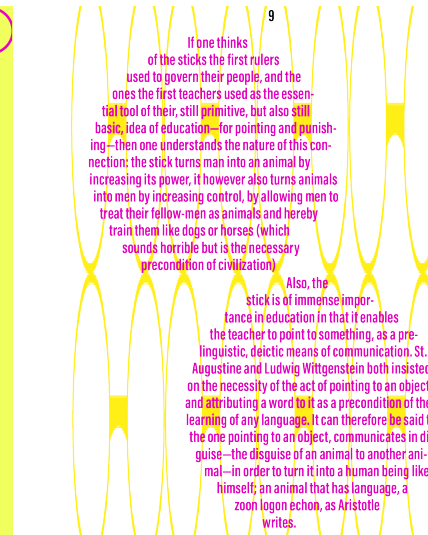 9
If one thinks
of the sticks the first rulers
used to govern their people, and the
ones the first teachers used as the essen-
tial tool of their, still primitive, but also still
basic, idea of education—for pointing and punish-
ing—then one understands the nature of this con-
nection: the stick turns man into an animal by
increasing its power, it however also turns animals
into men by increasing control, by allowing men to
treat their fellow-men as animals and hereby
train them like dogs or horses (which
sounds horrible but is the necessary
precondition of civilization)
Also, the
stick is of immense impor-
tance in education in that it enables
the teacher to point to something, as a pre-
linguistic, deictic means of communication. St.
Augustine and Ludwig Wittgenstein both insisted
on the necessity of the act of pointing to an object
and attributing a word to it as a precondition of the
learning of any language. It can therefore be said
the one pointing to an object, communicates in di
guise—the disguise of an animal to another ani-
mal—in order to turn it into a human being like
himself; an animal that has language, a
zoon logon echon, as Aristotle
writes.